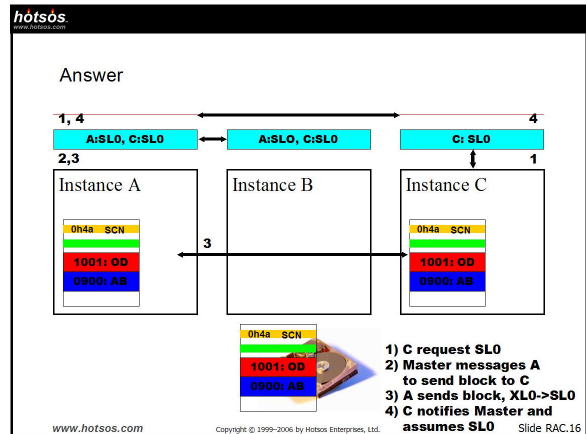 hotsos
www.hotsos.com
Answer
1, 4
4
A:SL0, C:SL0
A:SLO, C:SL0
C: SL0
2,3
1
Instance A
Instance B
Instance C
0h4a SCN
1001: OD
0900: AB
3
0h4a SCN
1001: OD
0900: AB
0h4a SCN
1001: OD
0900: AB
1) C request SL0
2) Master messages A
to send block to C
3) A sends block, XL0->SL0
4) C notifies Master and
assumes SL0
www.hotsos.com
Copyright © 1999–2006 by Hotsos Enterprises, Ltd.
Slide RAC.16